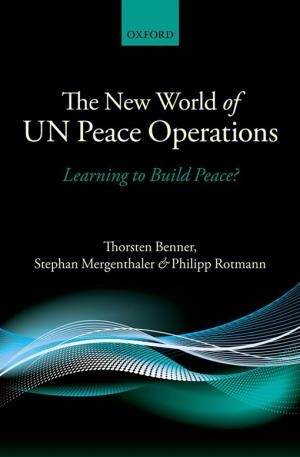 OXFORD
The New World of
UN Peace Operations
Learning to Build Peace?
Thorsten Benner,
Stephan Mergenthaler & Philipp Rotmann